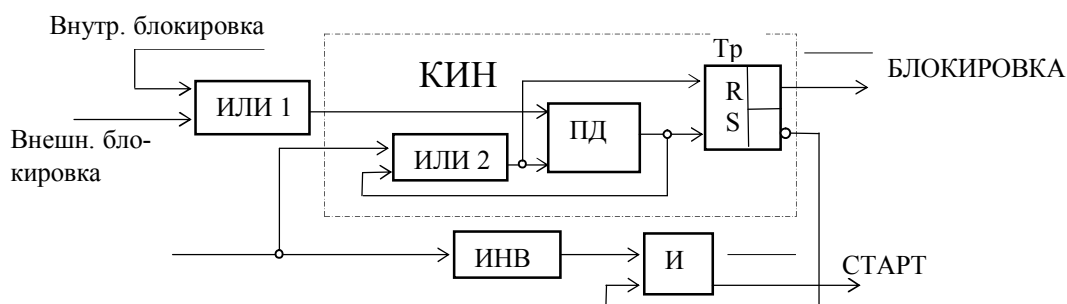 Внутр. блокировка
Тр
КИН
БЛОКИРОВКА
ИЛИ 1
R
S
ПД
Внешн. бло-
кировка
ИЛИ 2
ИНВ
И
СТАРТ